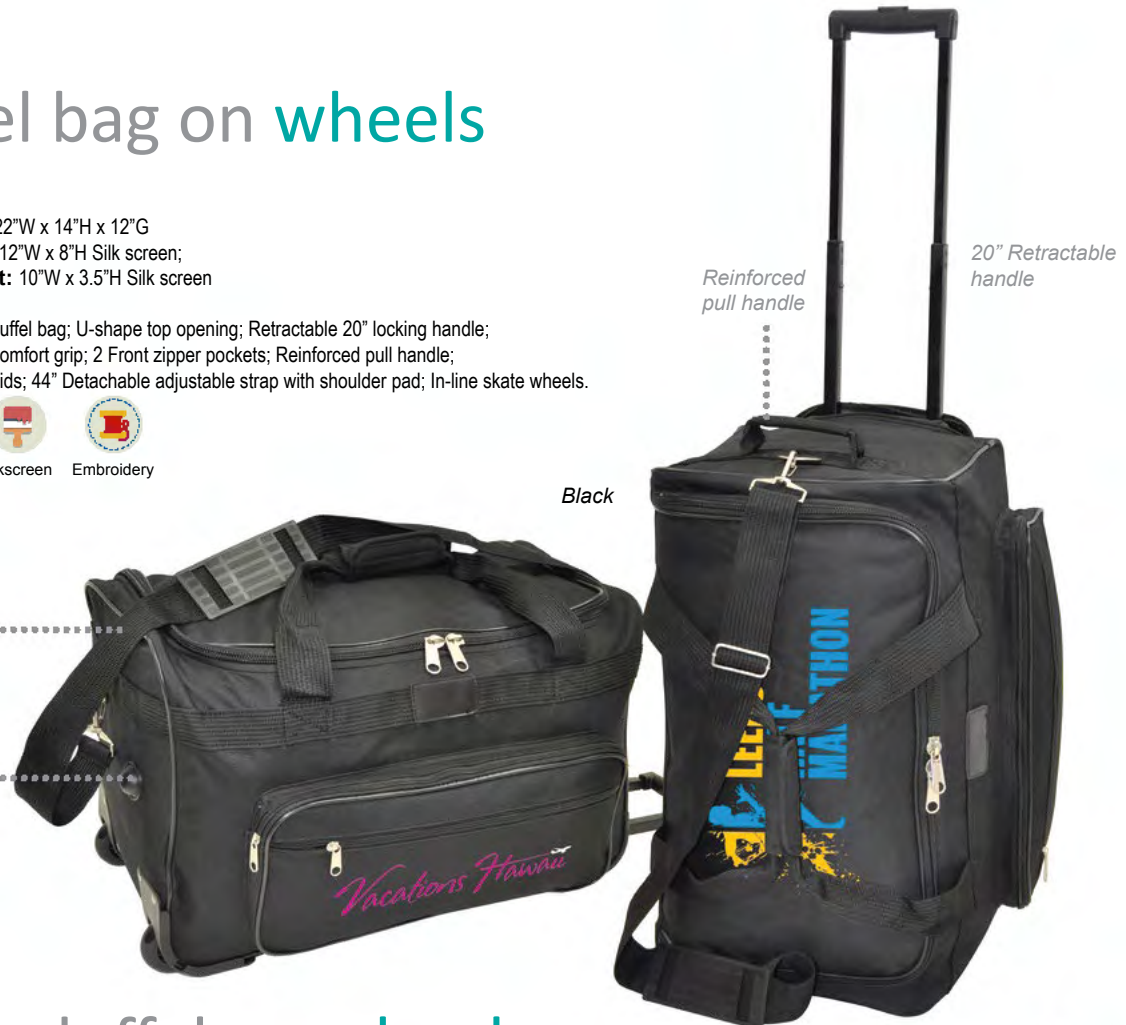 el bag on wheels
22”W x 14”H x 12”G
12”W x 8”H Silk screen;
t: 10”W x 3.5”H Silk screen
uffel bag; U-shape top opening; Retractable 20” locking handle;
omfort grip; 2 Front zipper pockets; Reinforced pull handle;
ids; 44” Detachable adjustable strap with shoulder pad; In-line skate wheels.
kscreen Embroidery
Reinforced
pull handle
20” Retractable
handle
Black
Vacations Hawaii